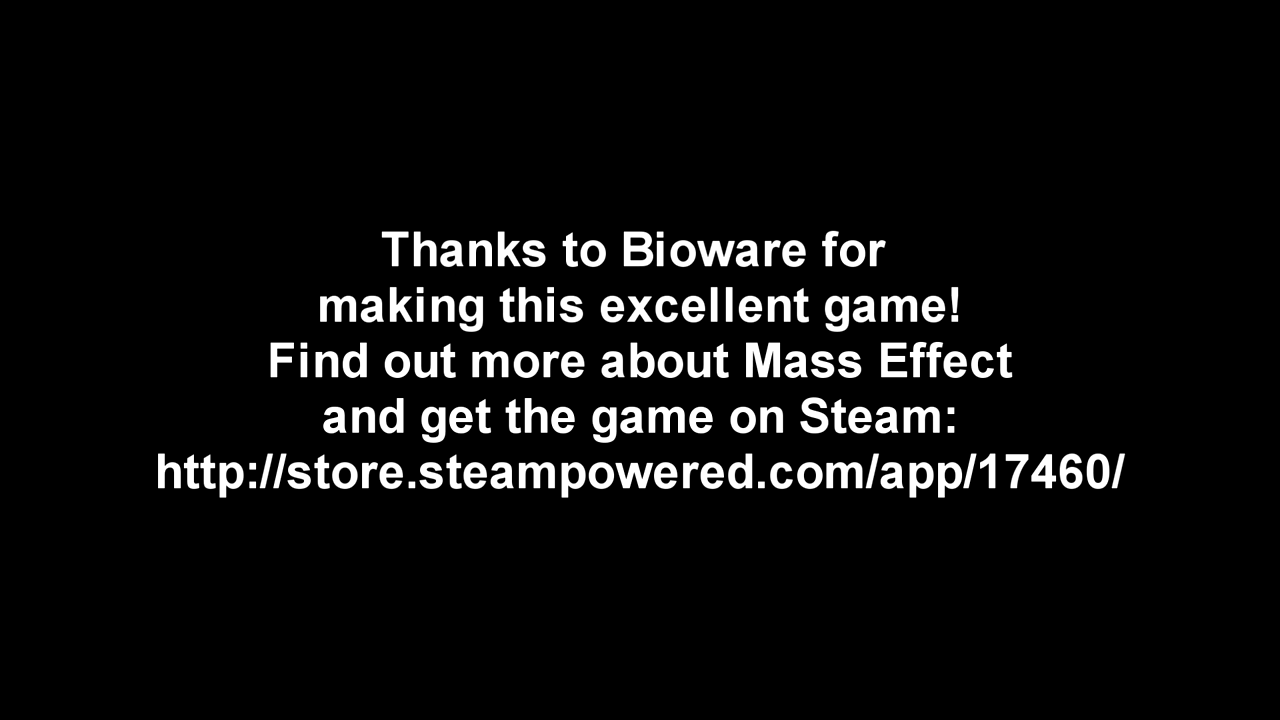 Thanks to Bioware for
making this excellent game!
Find out more about Mass Effect
and get the game on Steam:
http://store.steampowered.com/app/17460/